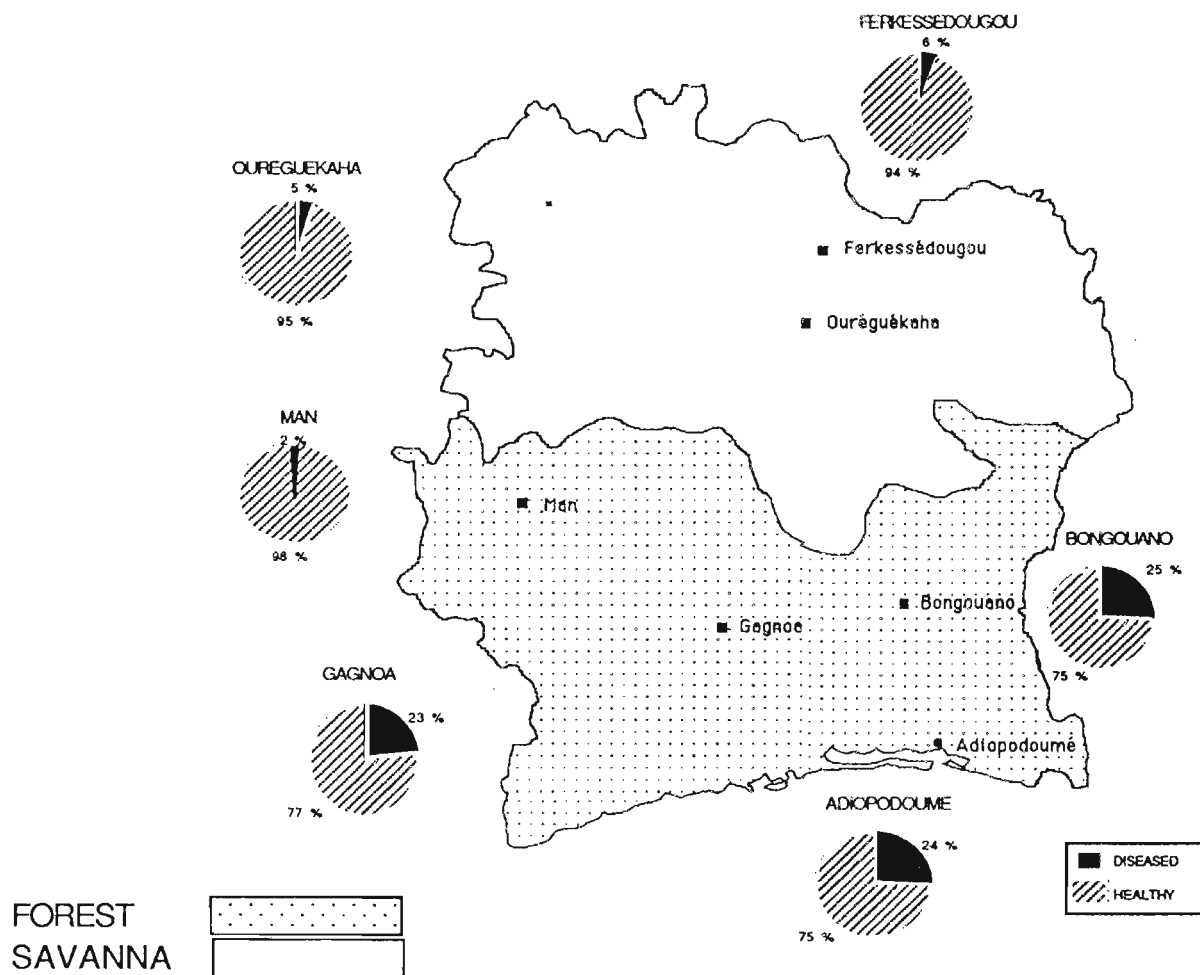 FERKESSEDOUGOU
6 %
94 %
OUREGUEKAHA
5 %
95 %
Ferkessédougou
Ouréguékaha
MAN
2 %
98 %
Man
BONGOUANO
25 %
75 %
Bongouano
Gagnoa
GAGNOA
23 %
77 %
Adiopodoumé
ADIOPODOUME
24 %
75 %
DISEASED
HEALTHY
FOREST
SAVANNA